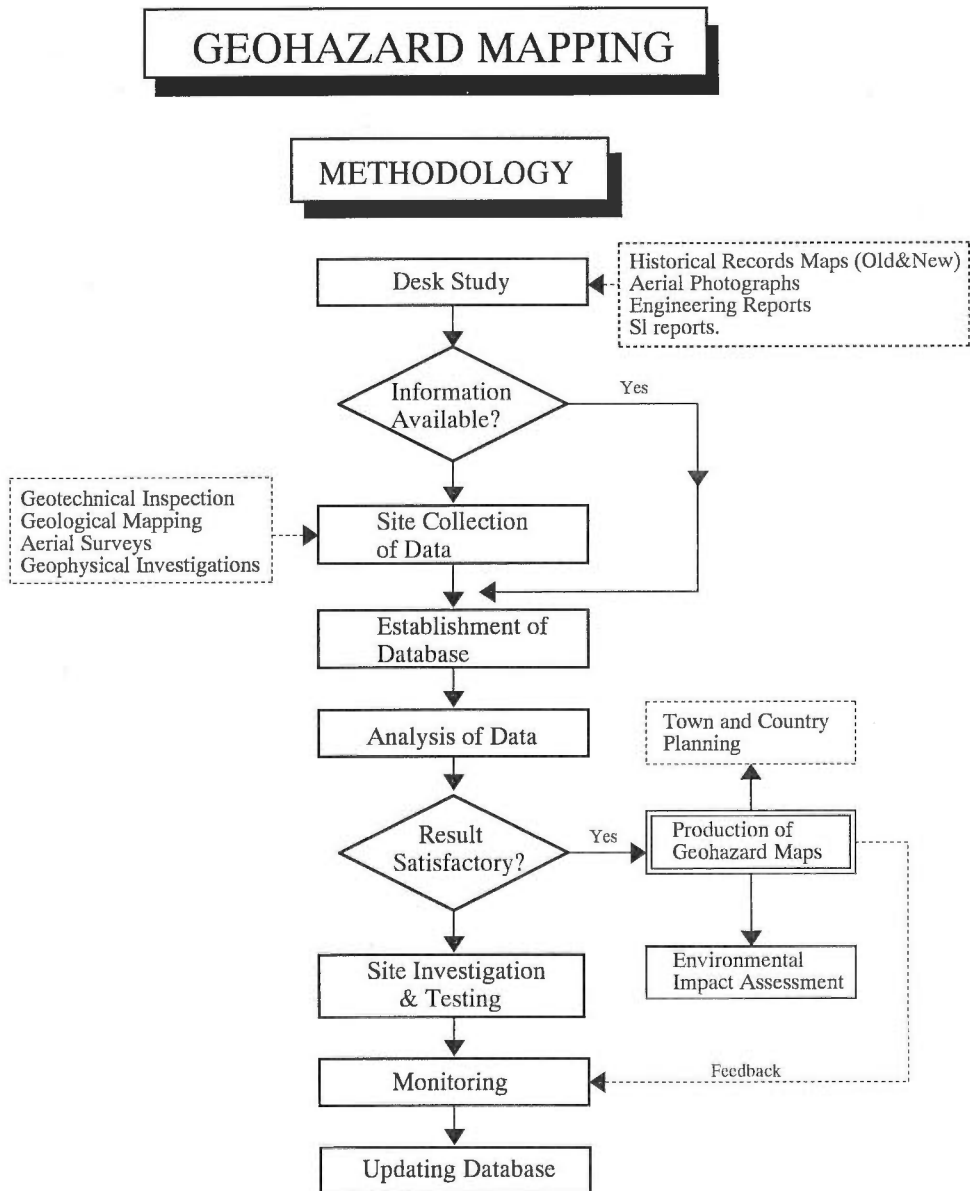 GEOHAZARD MAPPING
METHODOLOGY
Desk Study
Historical Records Maps (Old&New)
Aerial Photographs
Engineering Reports
Sl reports.
Information
Available?
Yes
Geotechnical Inspection
Geological Mapping
Aerial Surveys
Geophysical Investigations
Site Collection
of Data
Establishment of
Database
Analysis of Data
Town and Country
Planning
Result
Satisfactory?
Yes
Production of
Geohazard Maps
Site Investigation
& Testing
Environmental
Impact Assessment
Monitoring
Feedback
Updating Database